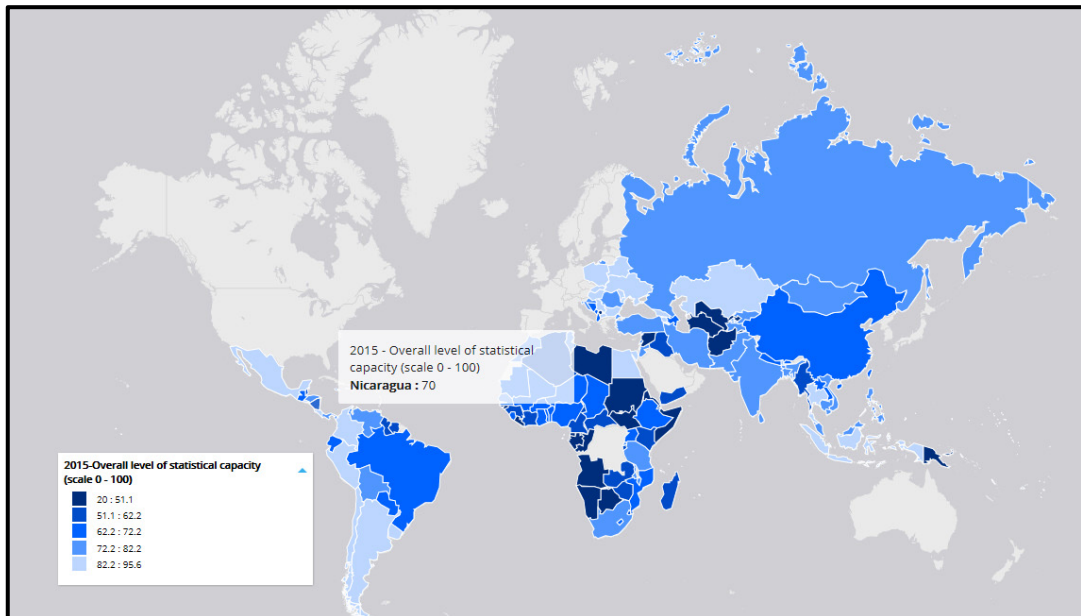 2015 - Overall level of statistical
capacity (scale 0 - 100)
Nicaragua : 70
2015-Overall level of statistical capacity
(scale 0 - 100)
20 : 51.1
51.1 : 62.2
62.2 : 72.2
72.2 : 82.2
82.2 : 95.6